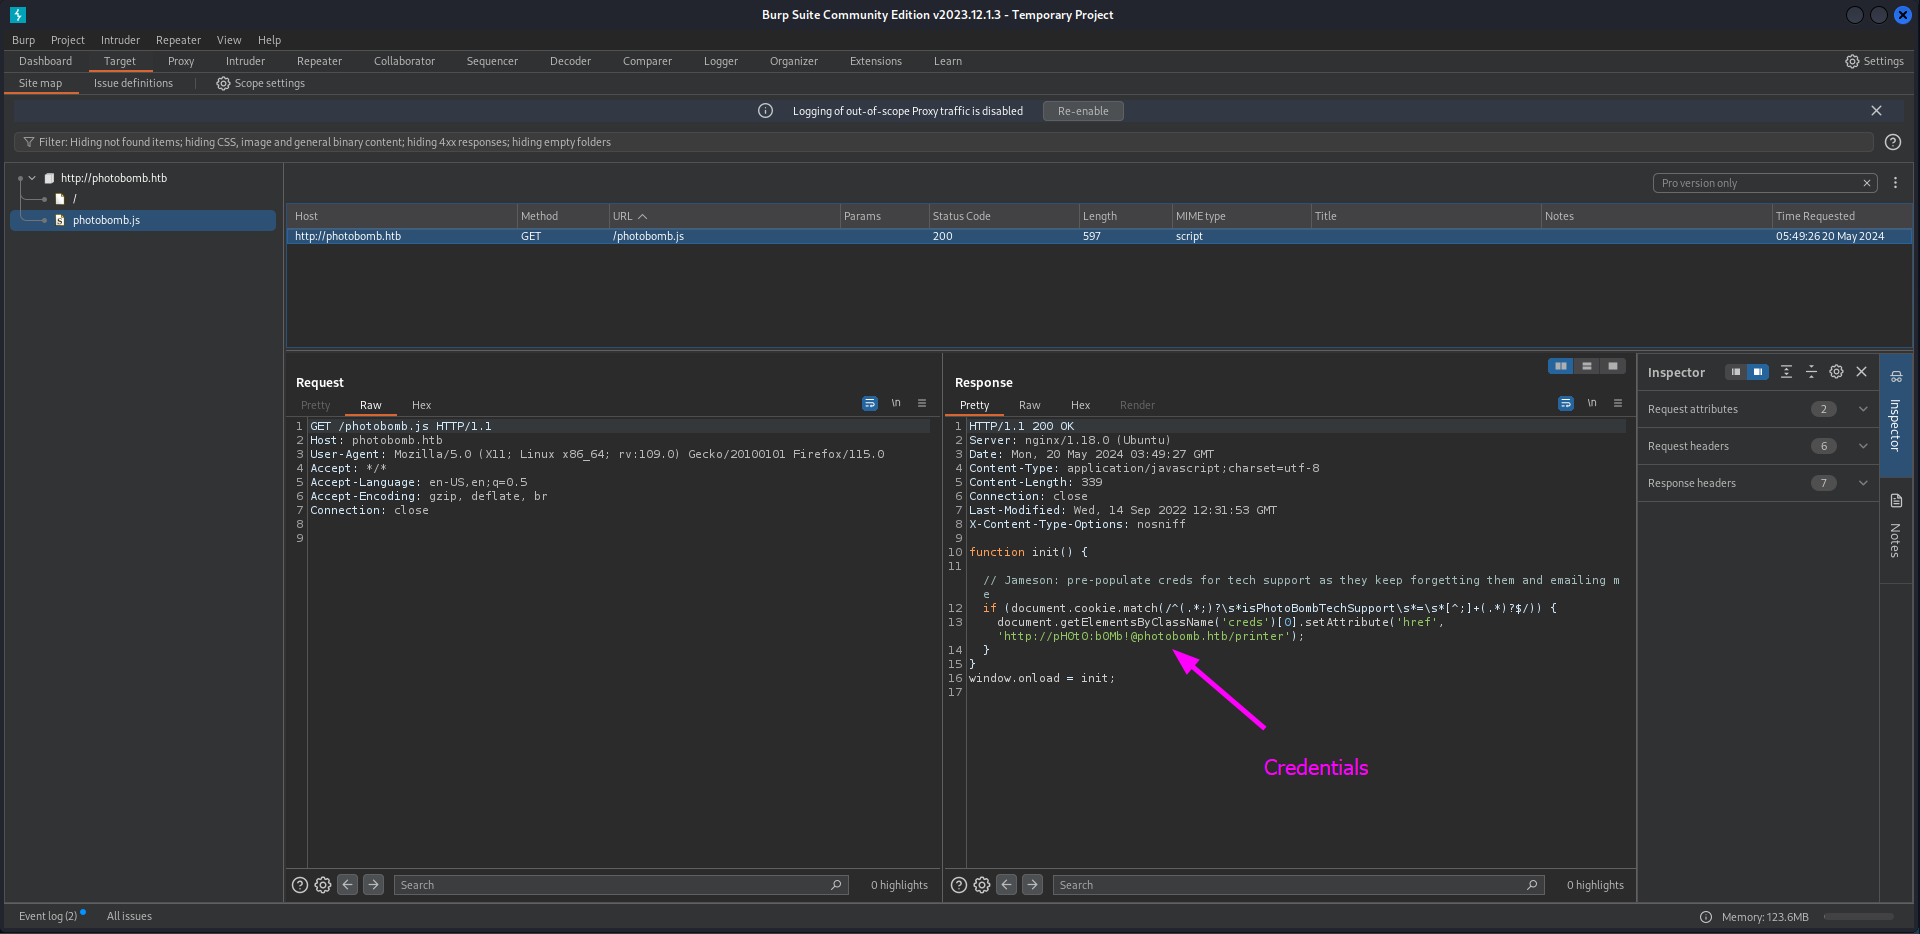 Burp Suite Community Edition v2023.12.1.3 - Temporary Project
Burp Project Intruder Repeater View Help
Dashboard Target Proxy Intruder Repeater Collaborator Sequencer Decoder Comparer Logger Organizer Extensions Learn Settings
Site map Issue definitions Scope settings
Logging of out-of-scope Proxy traffic is disabled Re-enable
Filter: Hiding not found items; hiding CSS, image and general binary content; hiding 4xx responses; hiding empty folders
http://photobomb.htb
/
photobomb.js
Pro version only
Host Method URL Params Status Code Length MIME type Title Notes Time Requested
http://photobomb.htb GET /photobomb.js 200 597 script 05:49:26 20 May 2024
Request
Pretty Raw Hex \n
1 GET /photobomb.js HTTP/1.1
2 Host: photobomb.htb
3 User-Agent: Mozilla/5.0 (X11; Linux x86_64; rv:109.0) Gecko/20100101 Firefox/115.0
4 Accept: */*
5 Accept-Language: en-US,en;q=0.5
6 Accept-Encoding: gzip, deflate, br
7 Connection: close
8
9
Search 0 highlights
Response
Pretty Raw Hex Render \n
1 HTTP/1.1 200 OK
2 Server: nginx/1.18.0 (Ubuntu)
3 Date: Mon, 20 May 2024 03:49:27 GMT
4 Content-Type: application/javascript;charset=utf-8
5 Content-Length: 339
6 Connection: close
7 Last-Modified: Wed, 14 Sep 2022 12:31:53 GMT
8 X-Content-Type-Options: nosniff
9
10 function init() {
11
// Jameson: pre-populate creds for tech support as they keep forgetting them and emailing m
e
12 if (document.cookie.match(/^(.*;)?\s*isPhotoBombTechSupport\s*=\s*[^;]+(.*)?$/)) {
13 document.getElementsByClassName('creds')[0].setAttribute('href',
'http://pH0t0:b0Mb!@photobomb.htb/printer');
14 }
15 }
16 window.onload = init;
17
Credentials
Search 0 highlights
Inspector
Request attributes 2
Request headers 6
Response headers 7
Inspector
Notes
Event log (2) All issues Memory: 123.6MB